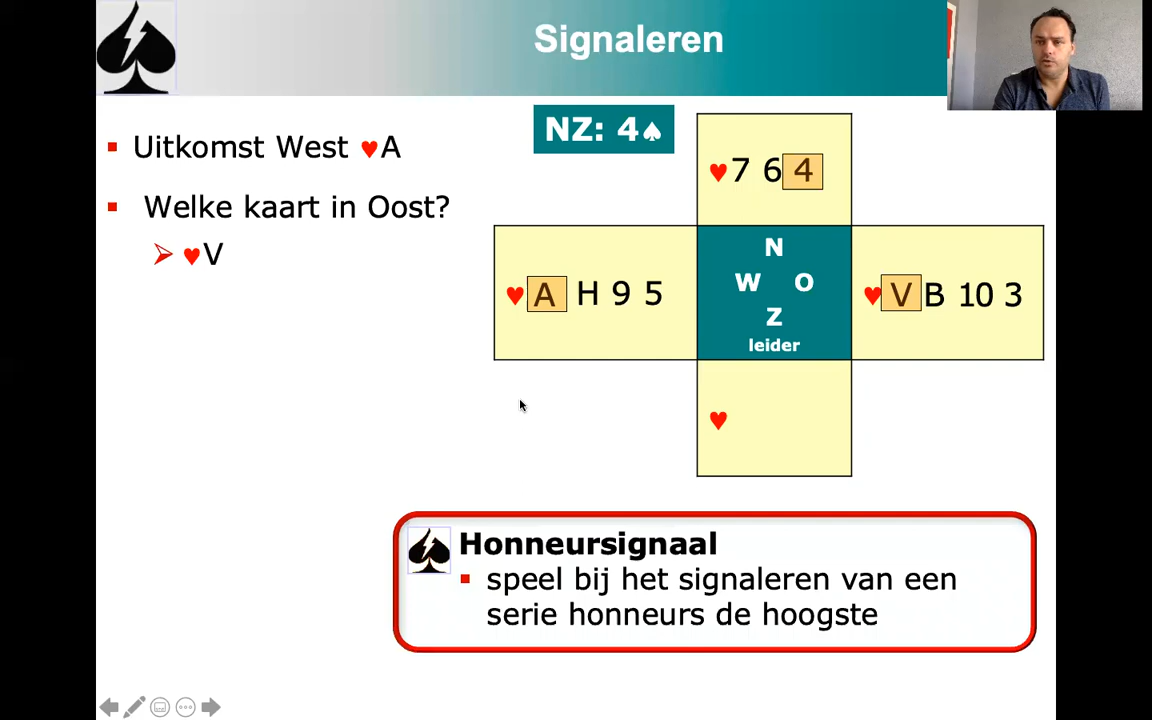 Signaleren
NZ: 4♠
▪ Uitkomst West ♥A
▪ Welke kaart in Oost?
➢ ♥V
♥7 6 4
♥A H 9 5
N
W O
Z
leider
♥V B 10 3
♥
Honneursignaal
▪ speel bij het signaleren van een
serie honneurs de hoogste